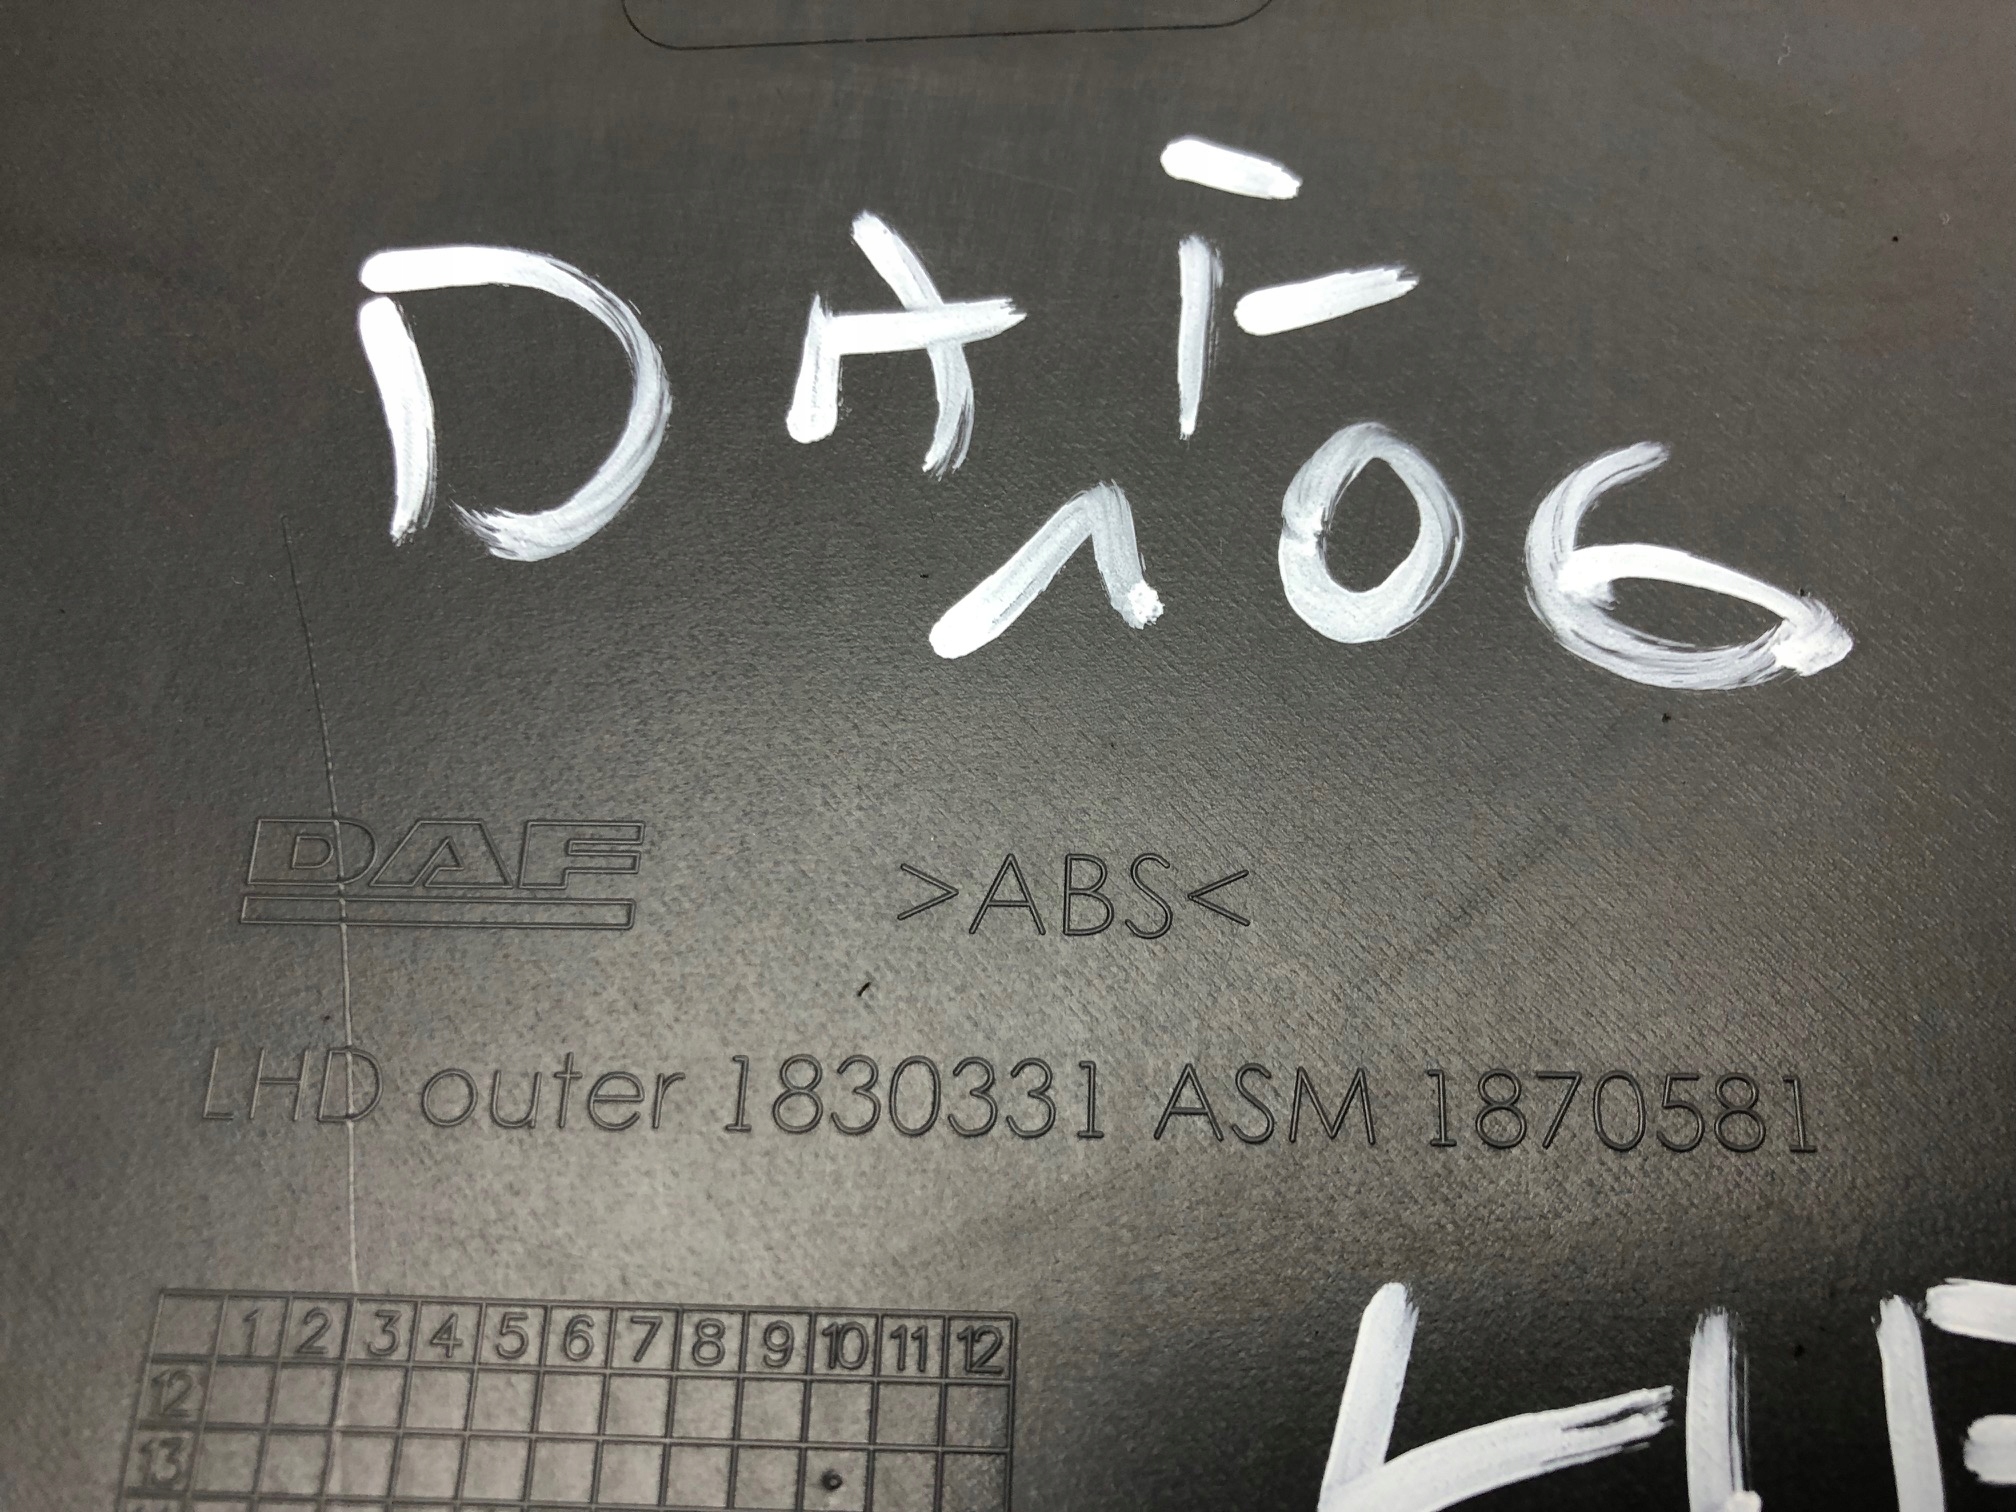 DAF
106
DAF >ABS<
LHD outer 1830331 ASM 1870581
1 2 3 4 5 6 7 8 9 10 11 12
12
13